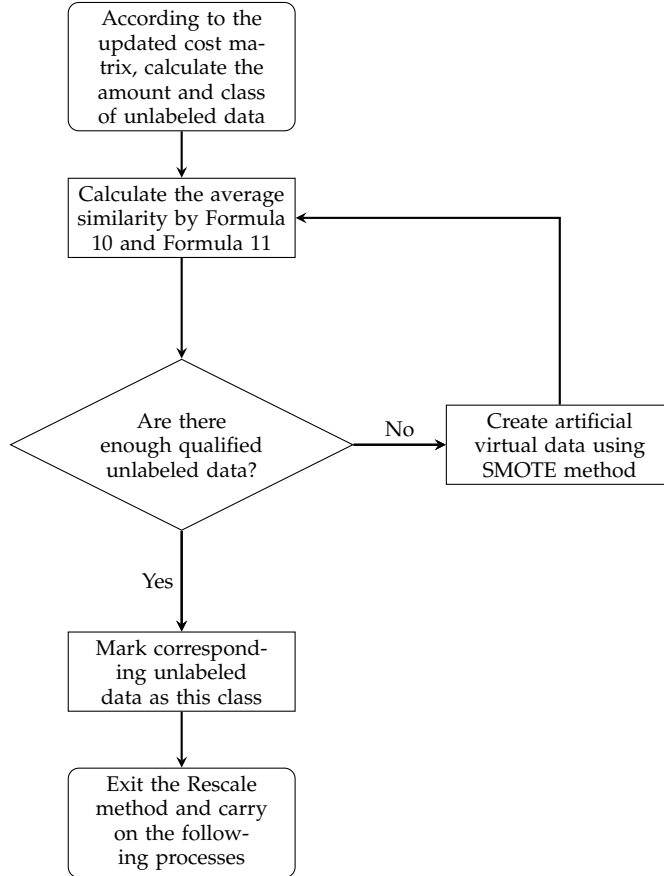 According to the
updated cost ma-
trix, calculate the
amount and class
of unlabeled data
Calculate the average
similarity by Formula
10 and Formula 11
Are there
enough qualified
unlabeled data?
No
Create artificial
virtual data using
SMOTE method
Yes
Mark correspond-
ing unlabeled
data as this class
Exit the Rescale
method and carry
on the follow-
ing processes